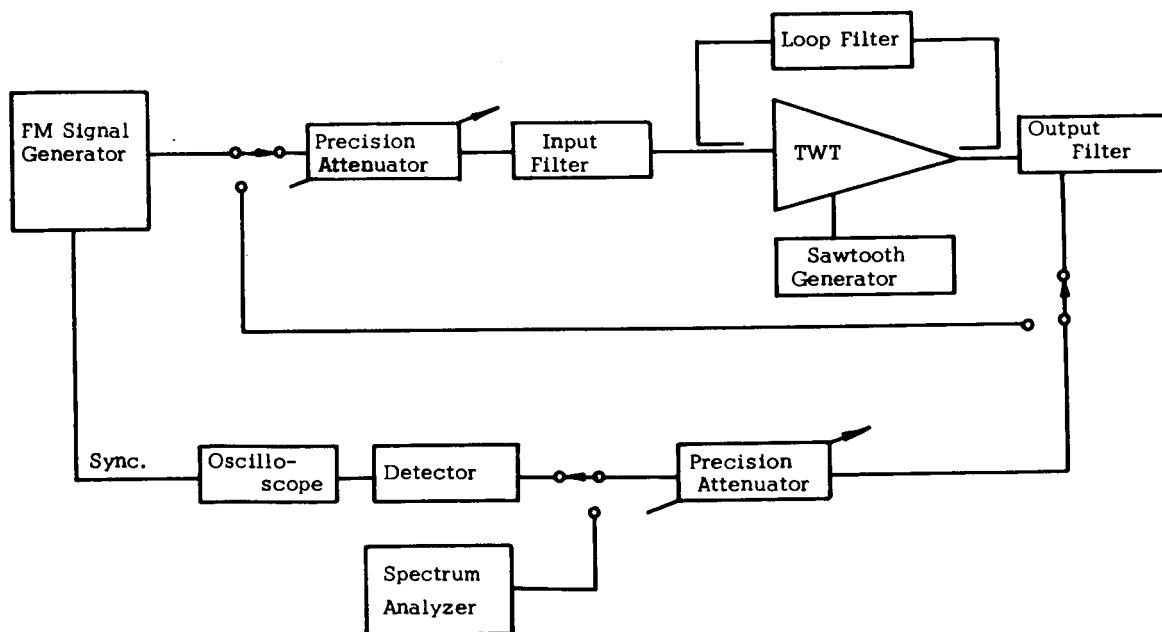 Loop Filter
FM Signal
Generator
Precision
Attenuator
Input
Filter
TWT
Output
Filter
Sawtooth
Generator
Sync.
Oscillo-
scope
Detector
Precision
Attenuator
Spectrum
Analyzer